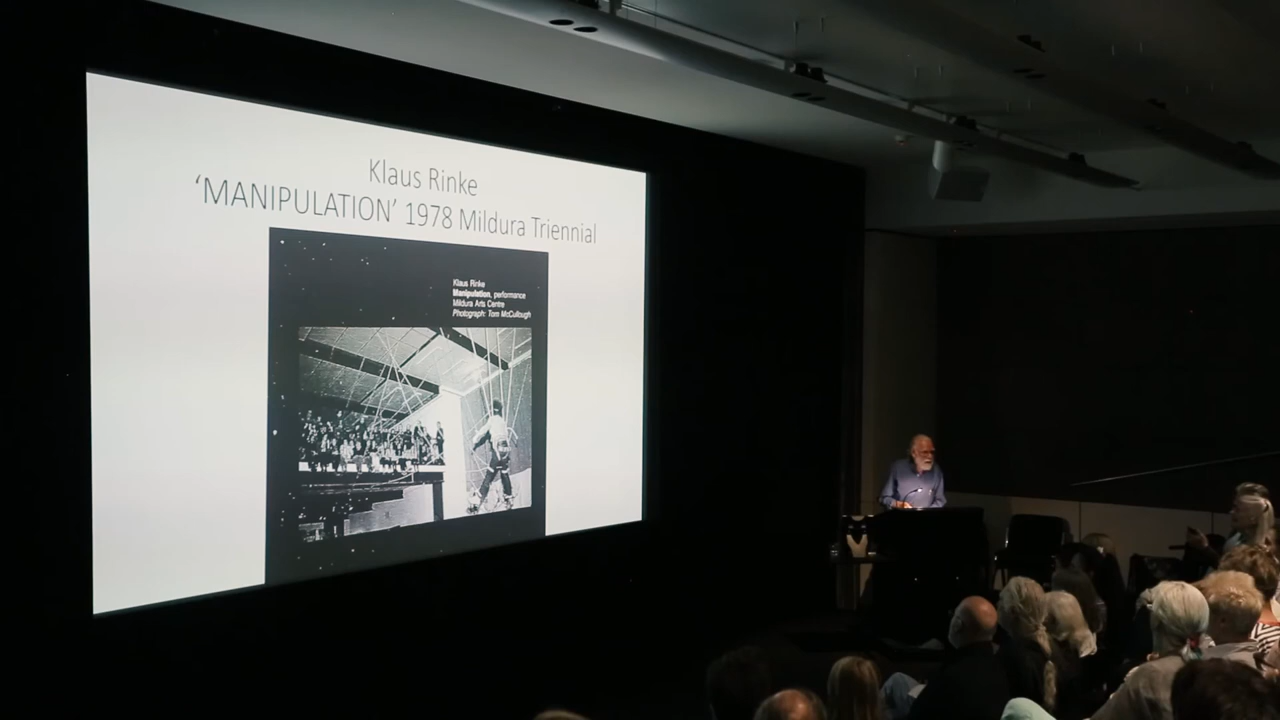 Klaus Rinke
‘MANIPULATION’ 1978 Mildura Triennial
Klaus Rinke
Manipulation, performance
Mildura Arts Centre
Photograph: Tom McCullough